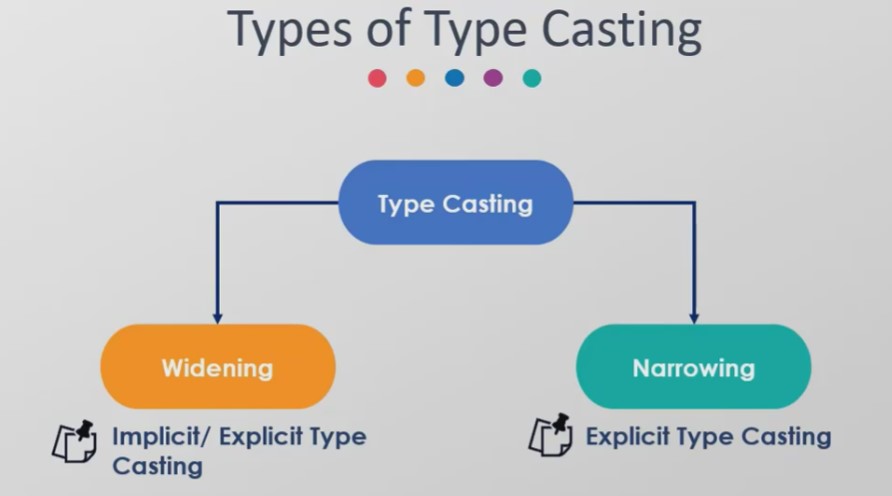 Types of Type Casting
Type Casting
Widening
Narrowing
Implicit/ Explicit Type
Casting
Explicit Type Casting